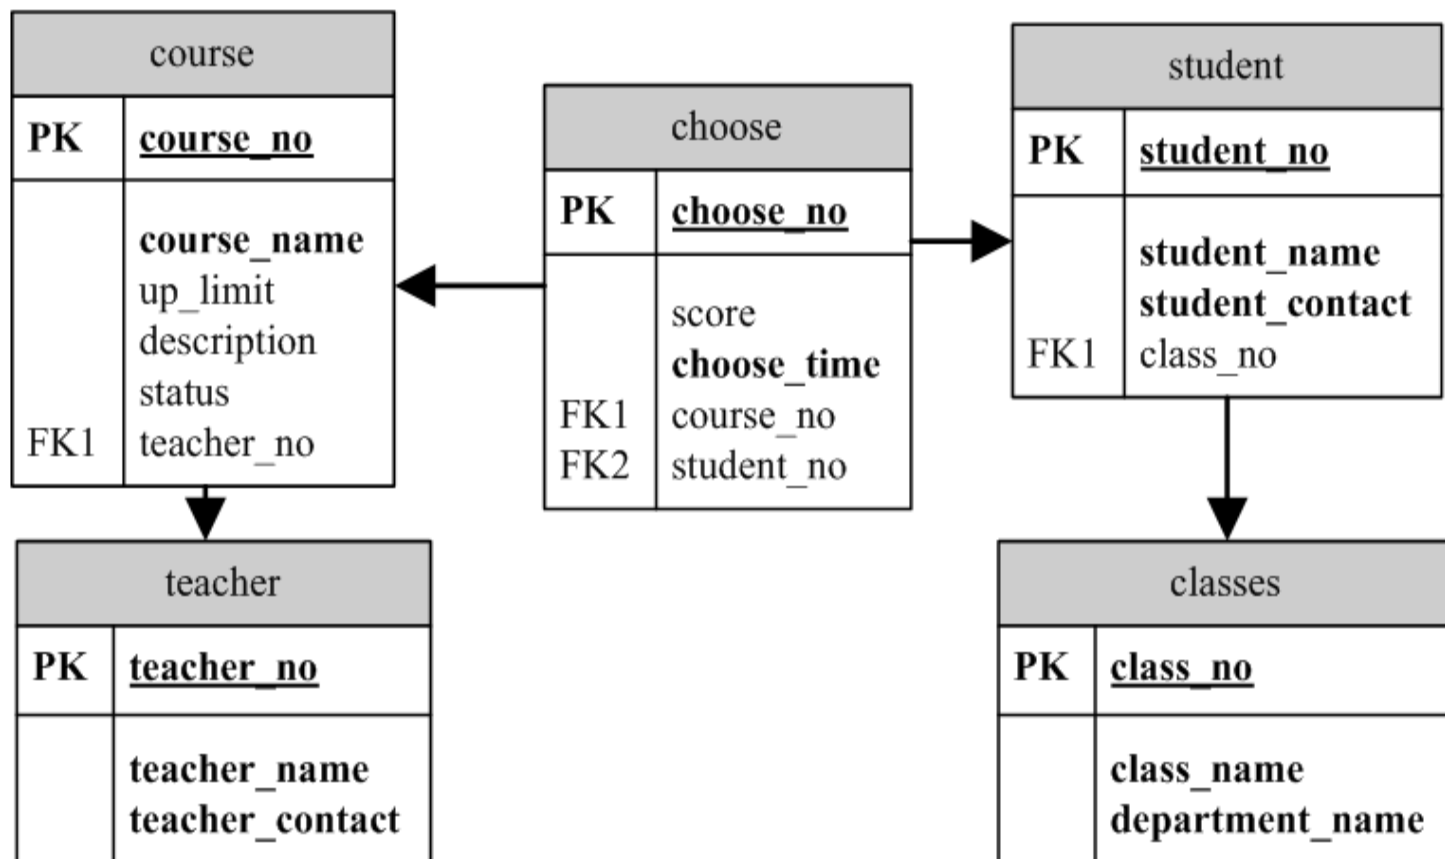 course
PK course_no
course_name
up_limit
description
status
FK1 teacher_no
choose
PK choose_no
score
choose_time
FK1 course_no
FK2 student_no
student
PK student_no
student_name
student_contact
FK1 class_no
teacher
PK teacher_no
teacher_name
teacher_contact
classes
PK class_no
class_name
department_name